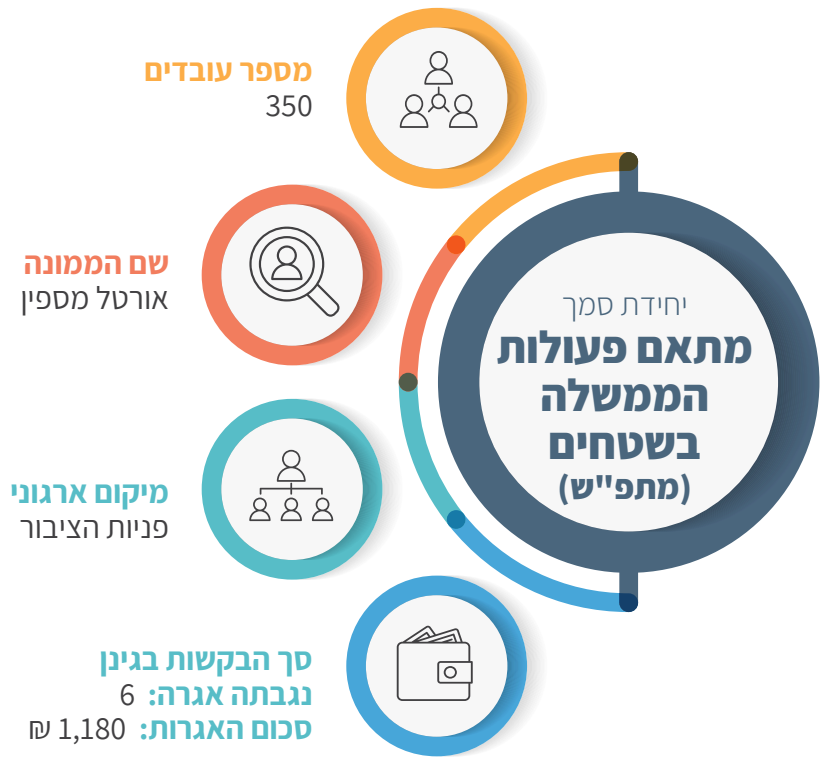 יחידת סמך
מתאם פעולות
הממשלה
בשטחים
(מתפ"ש)
מספר עובדים
350
שם הממונה
אורטל מספין
מיקום ארגוני
פניות הציבור
סך הבקשות בגינן
נגבתה אגרה: 6
סכום האגרות: 1,180 ₪